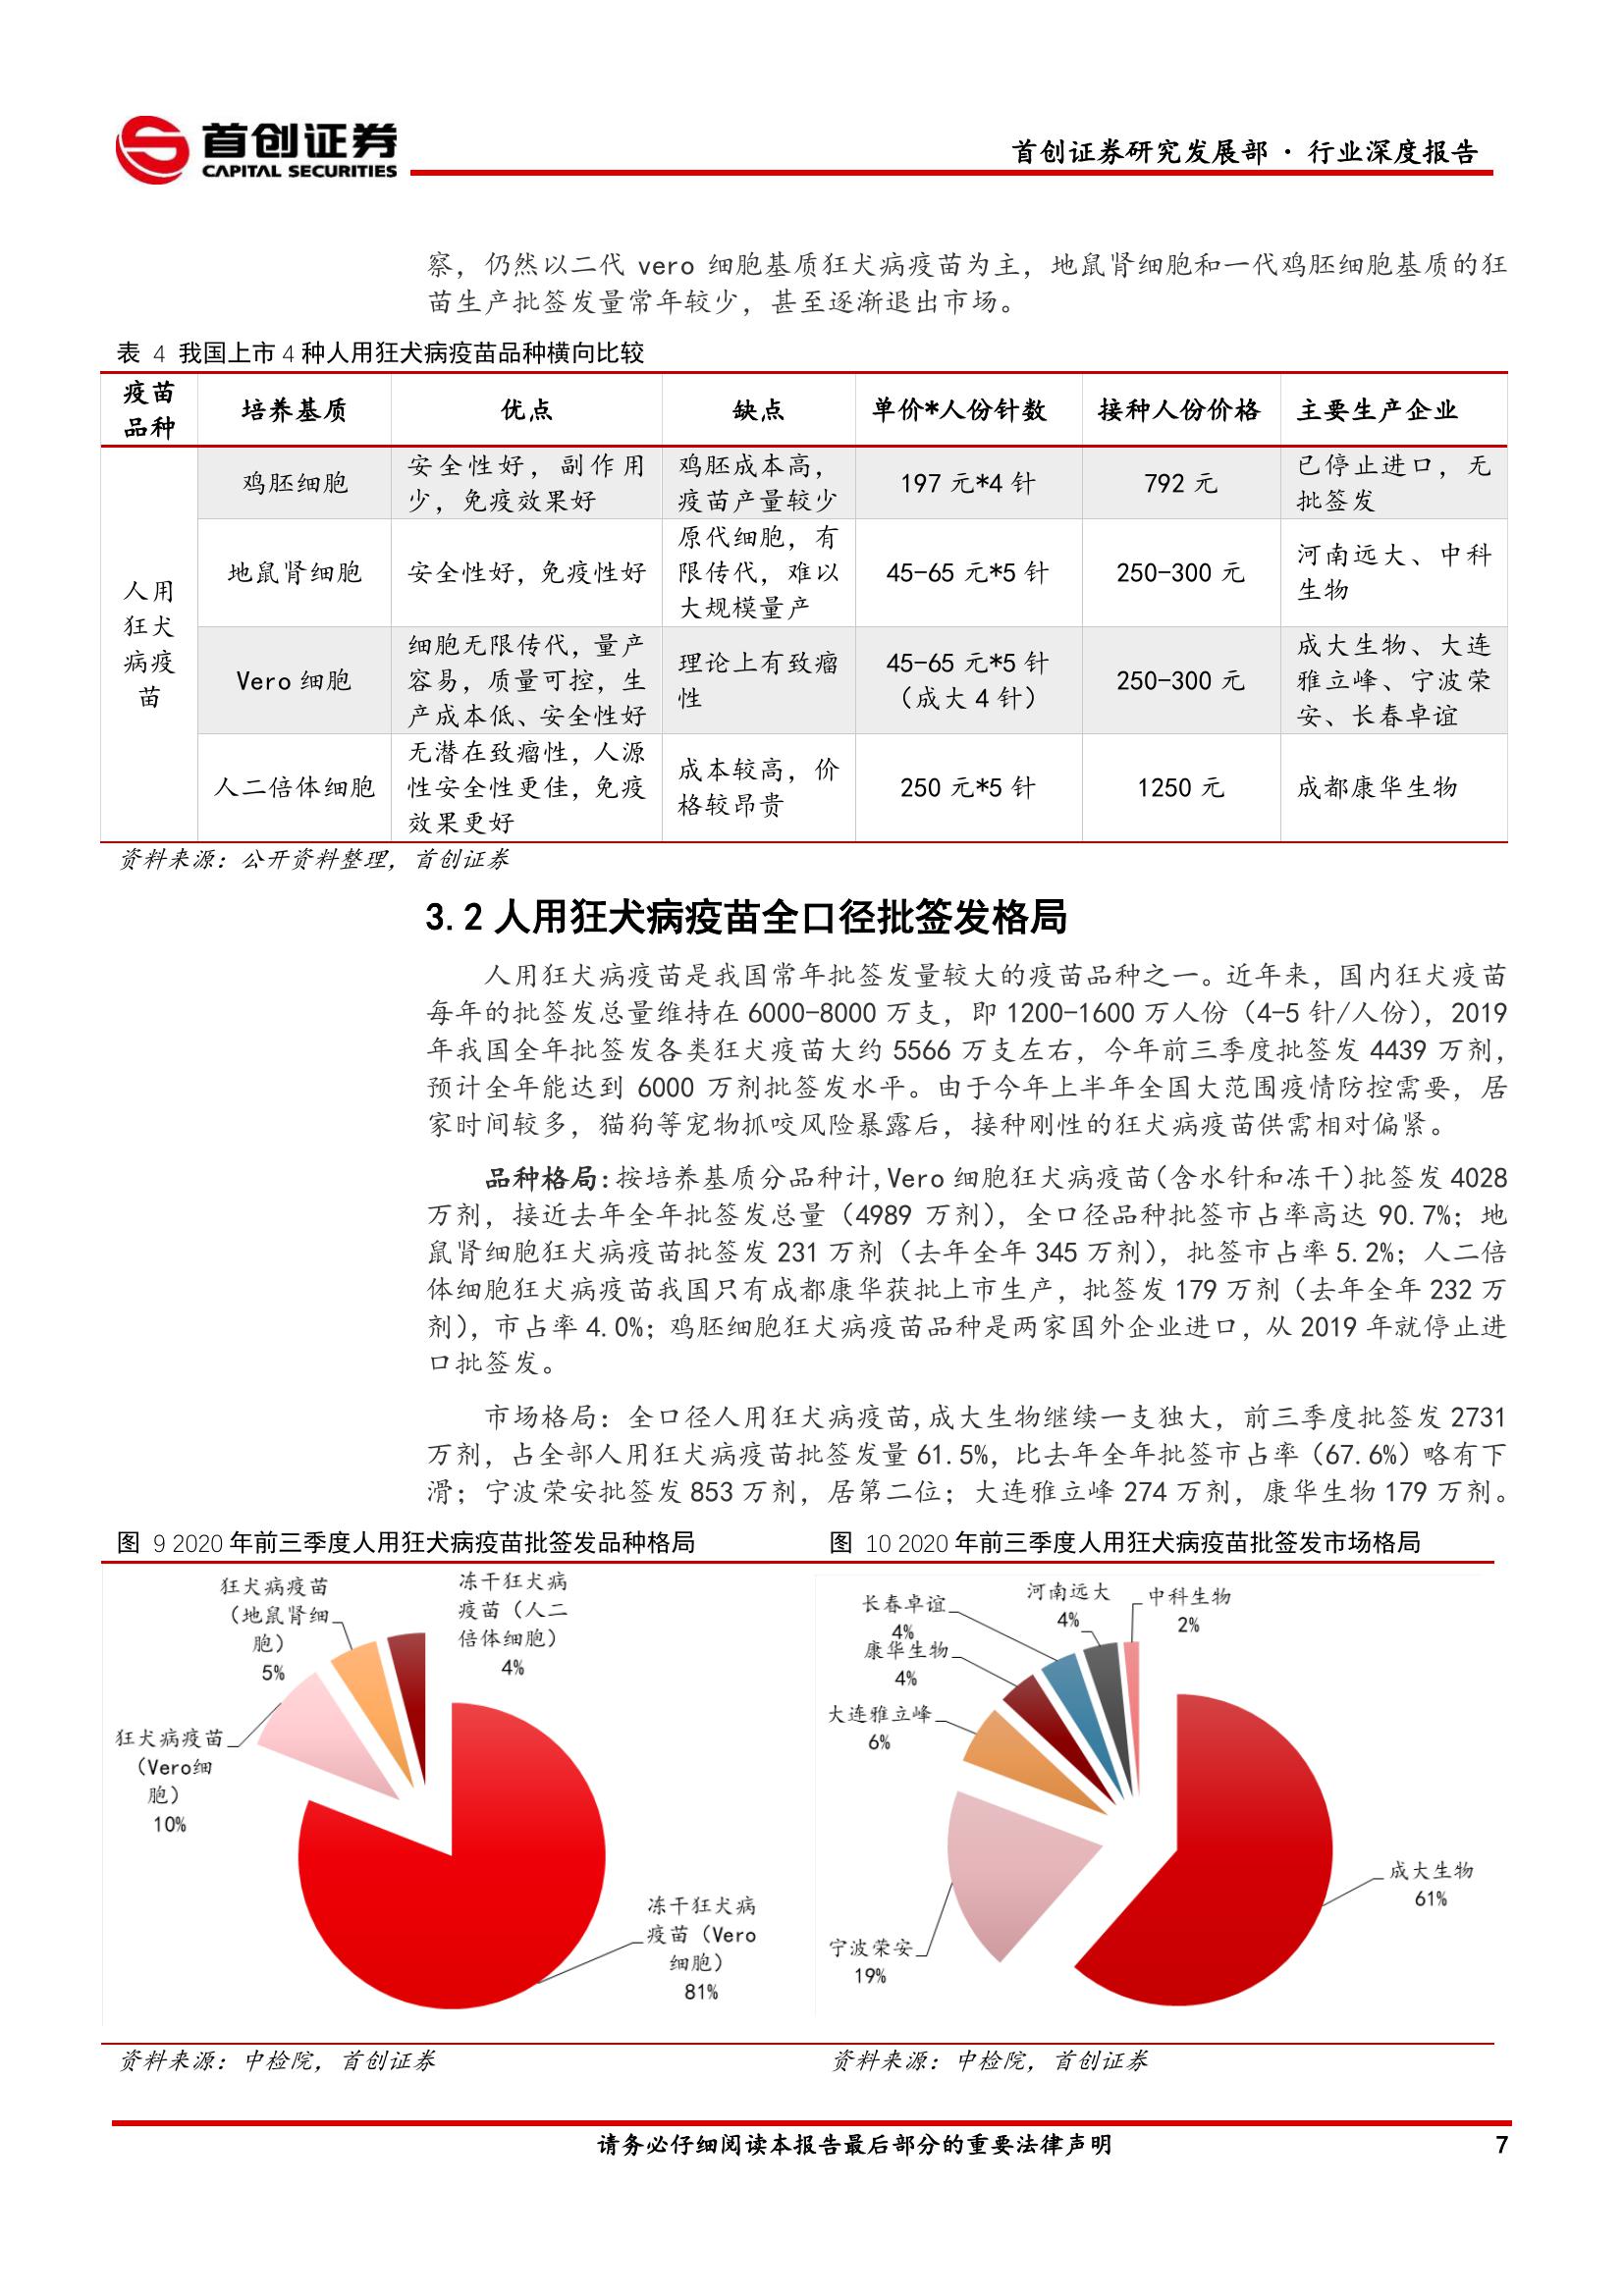 首创证券
CAPITAL SECURITIES
首创证券研究发展部 · 行业深度报告
察，仍然以二代 vero 细胞基质狂犬病疫苗为主，地鼠肾细胞和一代鸡胚细胞基质的狂
苗生产批签发量常年较少，甚至逐渐退出市场。
表 4 我国上市 4 种人用狂犬病疫苗品种横向比较
疫苗
品种
培养基质
优点
缺点
单价*人份针数
接种人份价格
主要生产企业
人用
狂犬
病疫
苗
鸡胚细胞
安全性好，副作用
少，免疫效果好
鸡胚成本高，
疫苗产量较少
197 元*4 针
792 元
已停止进口，无
批签发
地鼠肾细胞
安全性好，免疫性好
原代细胞，有
限传代，难以
大规模量产
45-65 元*5 针
250-300 元
河南远大、中科
生物
Vero 细胞
细胞无限传代，量产
容易，质量可控，生
产成本低、安全性好
理论上有致瘤
性
45-65 元*5 针
（成大 4 针）
250-300 元
成大生物、大连
雅立峰、宁波荣
安、长春卓谊
人二倍体细胞
无潜在致瘤性，人源
性安全性更佳，免疫
效果更好
成本较高，价
格较昂贵
250 元*5 针
1250 元
成都康华生物
资料来源：公开资料整理，首创证券
3.2 人用狂犬病疫苗全口径批签发格局
人用狂犬病疫苗是我国常年批签发量较大的疫苗品种之一。近年来，国内狂犬疫苗
每年的批签发总量维持在 6000-8000 万支，即 1200-1600 万人份（4-5 针/人份），2019
年我国全年批签发各类狂犬疫苗大约 5566 万支左右，今年前三季度批签发 4439 万剂，
预计全年能达到 6000 万剂批签发水平。由于今年上半年全国大范围疫情防控需要，居
家时间较多，猫狗等宠物抓咬风险暴露后，接种刚性的狂犬病疫苗供需相对偏紧。
品种格局：按培养基质分品种计,Vero 细胞狂犬病疫苗（含水针和冻干）批签发 4028
万剂，接近去年全年批签发总量（4989 万剂），全口径品种批签市占率高达 90.7%；地
鼠肾细胞狂犬病疫苗批签发 231 万剂（去年全年 345 万剂），批签市占率 5.2%；人二倍
体细胞狂犬病疫苗我国只有成都康华获批上市生产，批签发 179 万剂（去年全年 232 万
剂），市占率 4.0%；鸡胚细胞狂犬病疫苗品种是两家国外企业进口，从 2019 年就停止进
口批签发。
市场格局：全口径人用狂犬病疫苗,成大生物继续一支独大，前三季度批签发 2731
万剂，占全部人用狂犬病疫苗批签发量 61.5%，比去年全年批签市占率（67.6%）略有下
滑；宁波荣安批签发 853 万剂，居第二位；大连雅立峰 274 万剂，康华生物 179 万剂。
图 9 2020 年前三季度人用狂犬病疫苗批签发品种格局
狂犬病疫苗
（地鼠肾细
胞）
5%
冻干狂犬病
疫苗（人二
倍体细胞）
4%
狂犬病疫苗
（Vero细
胞）
10%
冻干狂犬病
疫苗（Vero
细胞）
81%
图 10 2020 年前三季度人用狂犬病疫苗批签发市场格局
长春卓谊
4%
河南远大
4%
中科生物
2%
康华生物
4%
大连雅立峰
6%
成大生物
61%
宁波荣安
19%
资料来源：中检院，首创证券
资料来源：中检院，首创证券
请务必仔细阅读本报告最后部分的重要法律声明
7